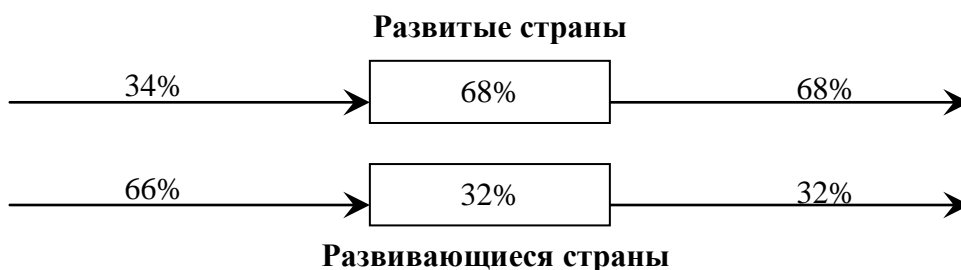 Развитые страны
34% 68% 68%
66% 32% 32%
Развивающиеся страны